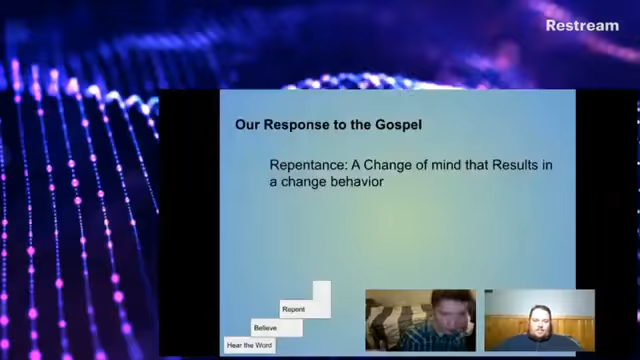 Restream
Our Response to the Gospel
Repentance: A Change of mind that Results in
a change behavior
Repent
Believe
Hear the Word